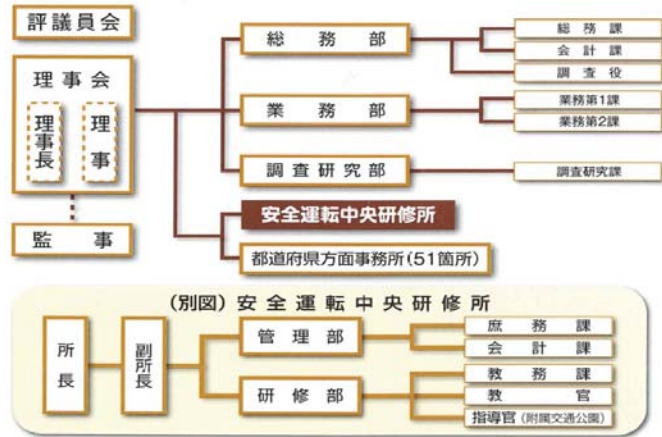 評議員会
理事会
理事長
理事
監事
総務部
総務課
会計課
調査役
業務部
業務第1課
業務第2課
調査研究部
調査研究課
安全運転中央研修所
都道府県方面事務所(51箇所)
(別図)安全運転中央研修所
所長
副所長
管理部
庶務課
会計課
研修部
教務課
教官
指導官(附属交通公園)